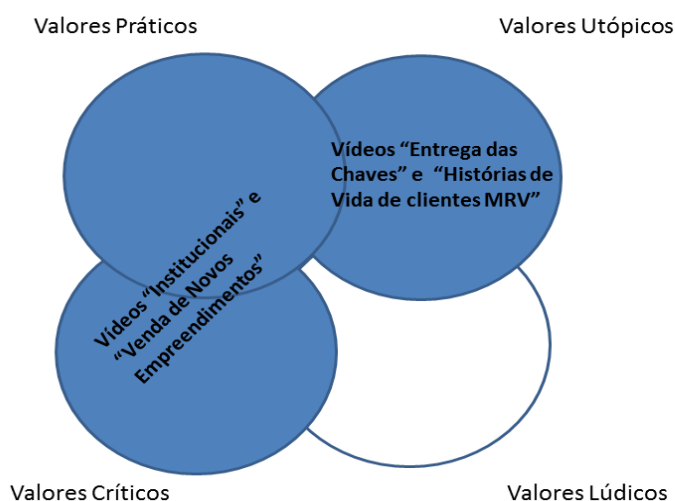 Valores Práticos
Valores Utópicos
Vídeos “Entrega das
Chaves” e  “Histórias de
Vida de clientes MRV”
Vídeos “Institucionais” e
“Venda de Novos
Empreendimentos”
Valores Críticos
Valores Lúdicos